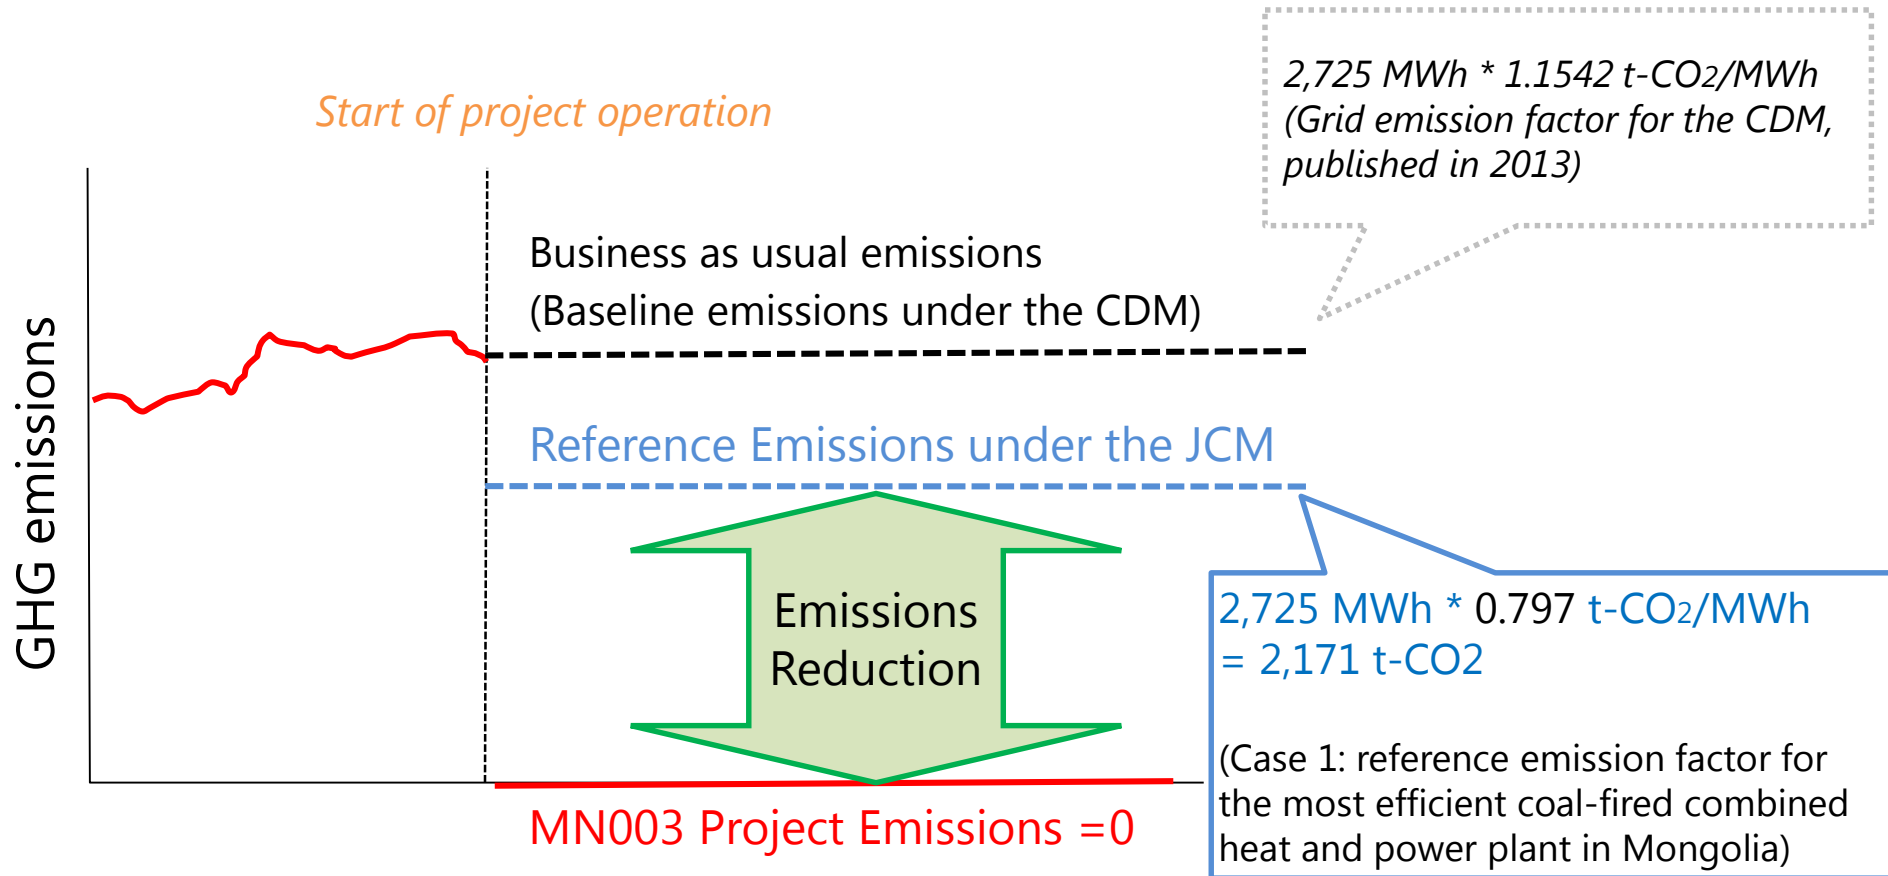 2,725 MWh * 1.1542 t-CO2/MWh
(Grid emission factor for the CDM,
published in 2013)
Start of project operation
Business as usual emissions
(Baseline emissions under the CDM)
GHG emissions
Reference Emissions under the JCM
Emissions
Reduction
2,725 MWh * 0.797 t-CO2/MWh
= 2,171 t-CO2
(Case 1: reference emission factor for
the most efficient coal-fired combined
heat and power plant in Mongolia)
MN003 Project Emissions =0